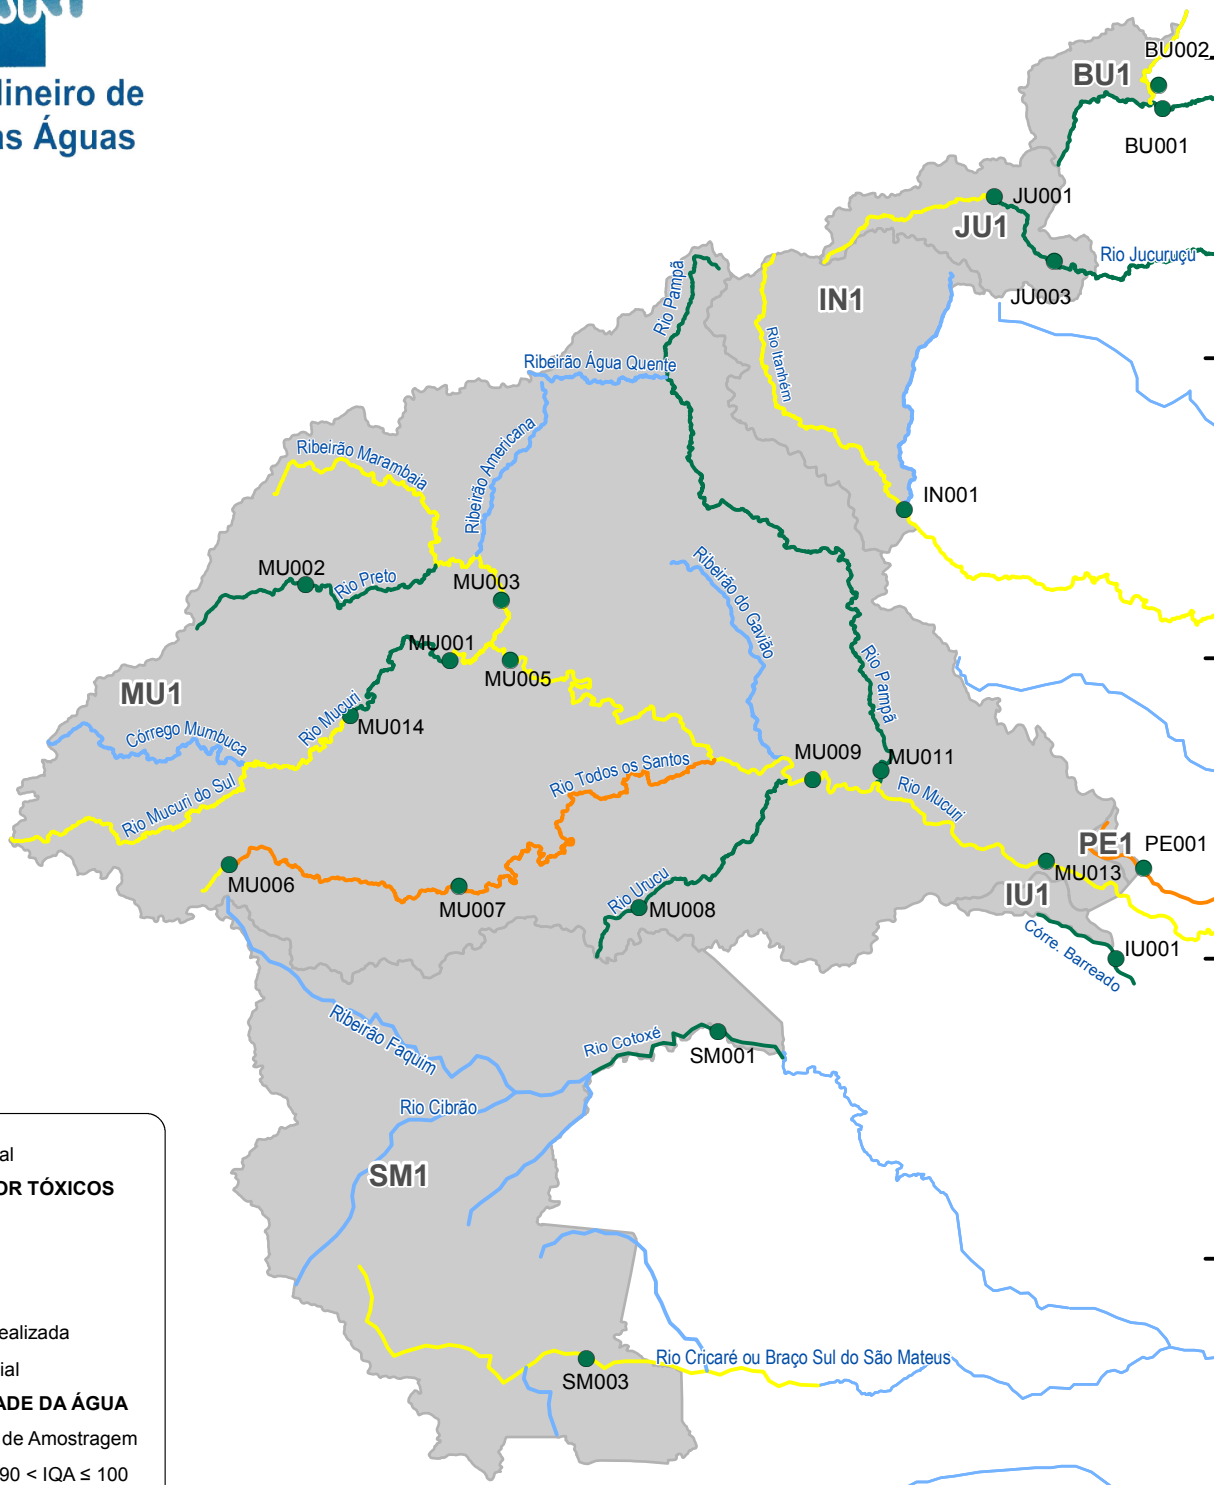 lineiro de
as Águas
BU002
BU1
BU001
JU001
JU1
Rio Jucuruçu
JU003
IN1
Rio Pampã
Rio Itanhém
Ribeirão Água Quente
Ribeirão Americana
Ribeirão Marambaia
IN001
MU002
Rio Preto
MU003
Ribeirão do Gavião
MU001
MU005
Rio Pampã
MU1
Rio Mucuri
MU014
Córrego Mumbuca
Rio Mucuri do Sul
Rio Todos os Santos
MU009
MU011
Rio Mucuri
PE1
PE001
MU013
MU006
MU007
Rio Urucu
MU008
IU1
IU001
Córre. Barreado
Ribeirão Faquim
Rio Cotoxé
SM001
Rio Cibrão
SM1
Rio Cricaré ou Braço Sul do São Mateus
SM003
al
OR TÓXICOS
ealizada
ial
ADE DA ÁGUA
de Amostragem
90 < IQA ≤ 100